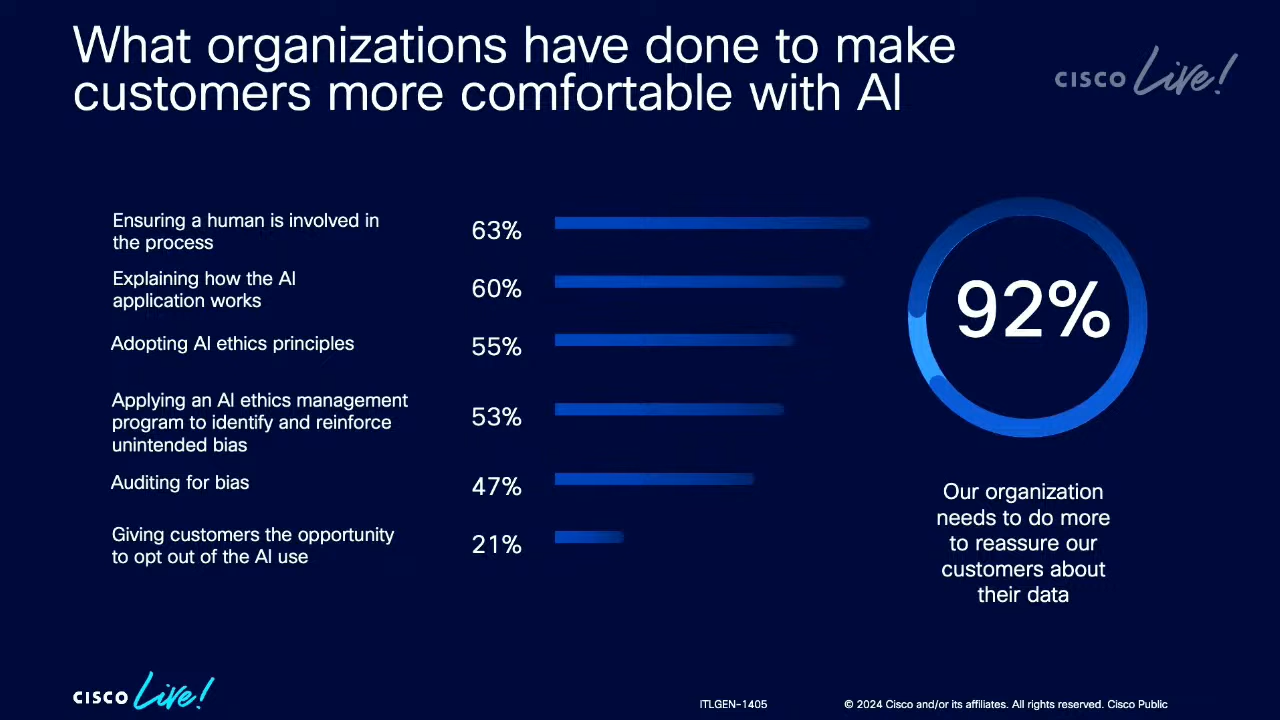 What organizations have done to make
customers more comfortable with AI
CISCO Live!
Ensuring a human is involved in
the process
63%
Explaining how the AI
application works
60%
Adopting AI ethics principles
55%
Applying an AI ethics management
program to identify and reinforce
unintended bias
53%
Auditing for bias
47%
Giving customers the opportunity
to opt out of the AI use
21%
92%
Our organization
needs to do more
to reassure our
customers about
their data
CISCO Live!
ITLGEN-1405
© 2024 Cisco and/or its affiliates. All rights reserved. Cisco Public